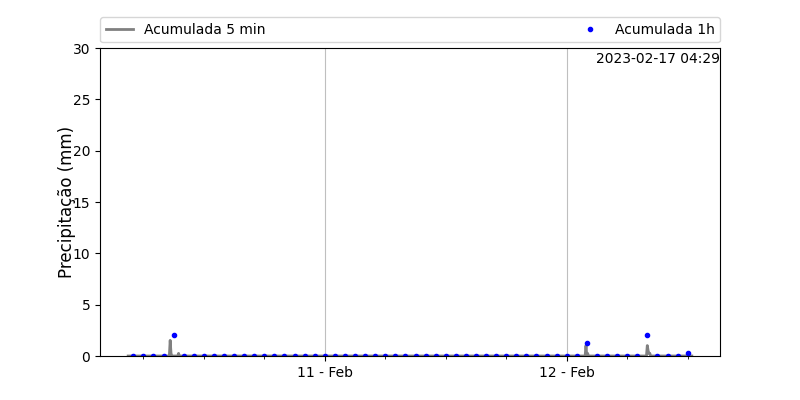 Acumulada 5 min
Acumulada 1h
2023-02-17 04:29
Precipitação (mm)
30
25
20
15
10
5
0
11 - Feb
12 - Feb